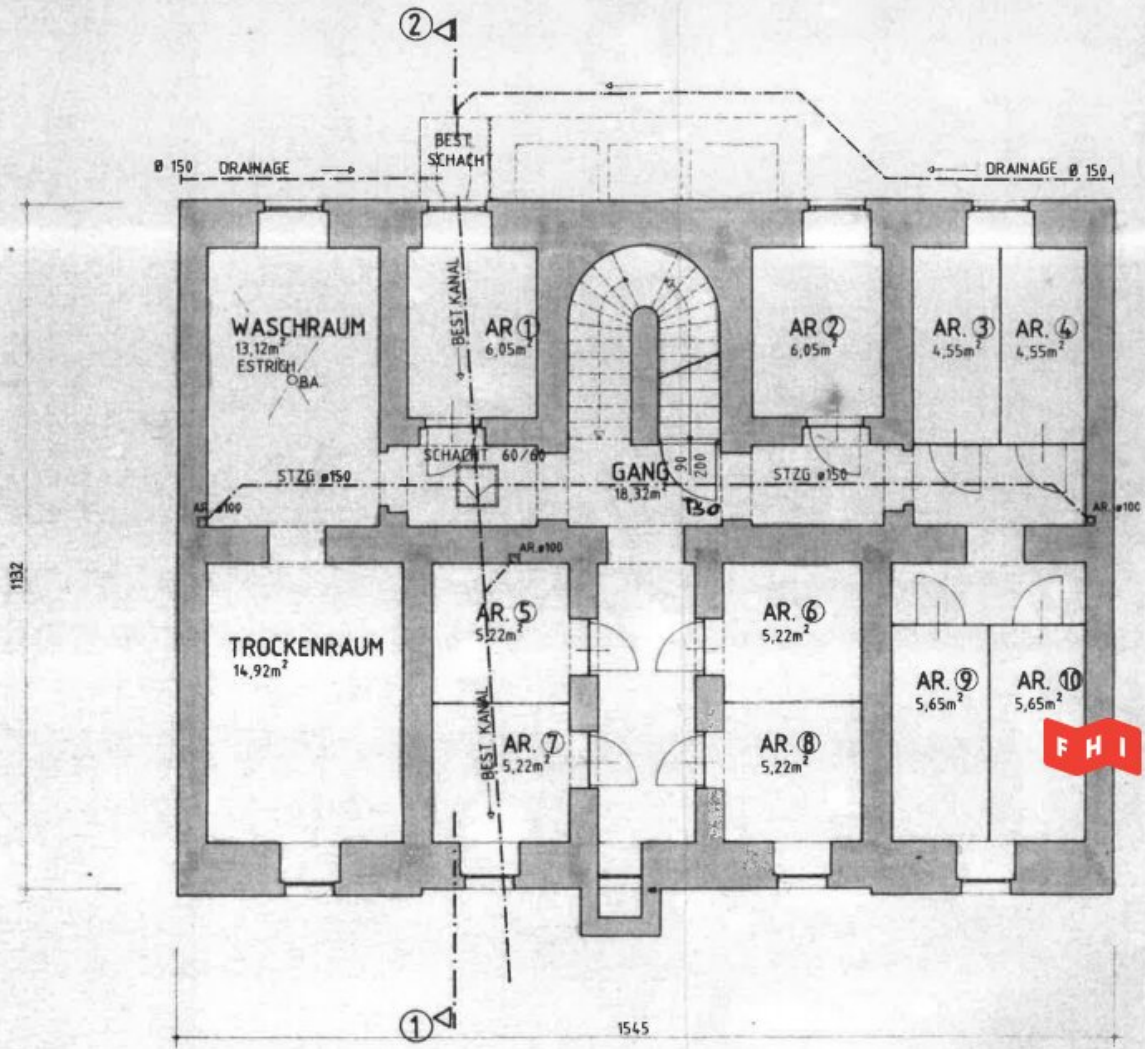 ②
BEST.
SCHACHT
Ø 150 DRAINAGE
DRAINAGE Ø 150
BEST KANAL
WASCHRAUM
13,12m²
ESTRICH
BA.
AR ①
6,05m²
AR ②
6,05m²
AR. ③
4,55m²
AR. ④
4,55m²
SCHACHT 60/60
STZG ø150
GANG
18,32m²
90
200
T30
STZG ø150
AR. ø100
AR. ø100
AR. ø100
1132
TROCKENRAUM
14,92m²
AR. ⑤
5,22m²
AR. ⑥
5,22m²
BEST KANAL
AR. ⑦
5,22m²
AR. ⑧
5,22m²
AR. ⑨
5,65m²
AR. ⑩
5,65m²
FHI
①
1545